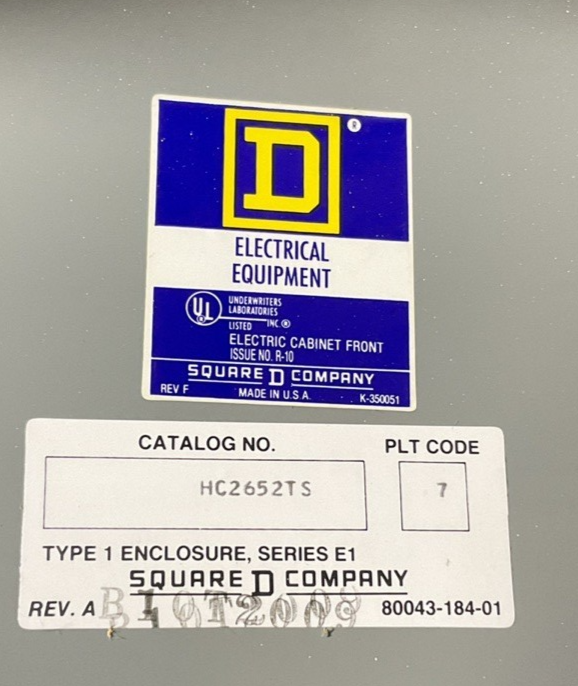 D ®
ELECTRICAL
EQUIPMENT
UL
UNDERWRITERS
LABORATORIES
INC.®
LISTED
ELECTRIC CABINET FRONT
ISSUE NO. R-10
SQUARE D COMPANY
REV F MADE IN U.S.A. K-350051
CATALOG NO. PLT CODE
HC2652TS 7
TYPE 1 ENCLOSURE, SERIES E1
SQUARE D COMPANY
REV. A 80043-184-01